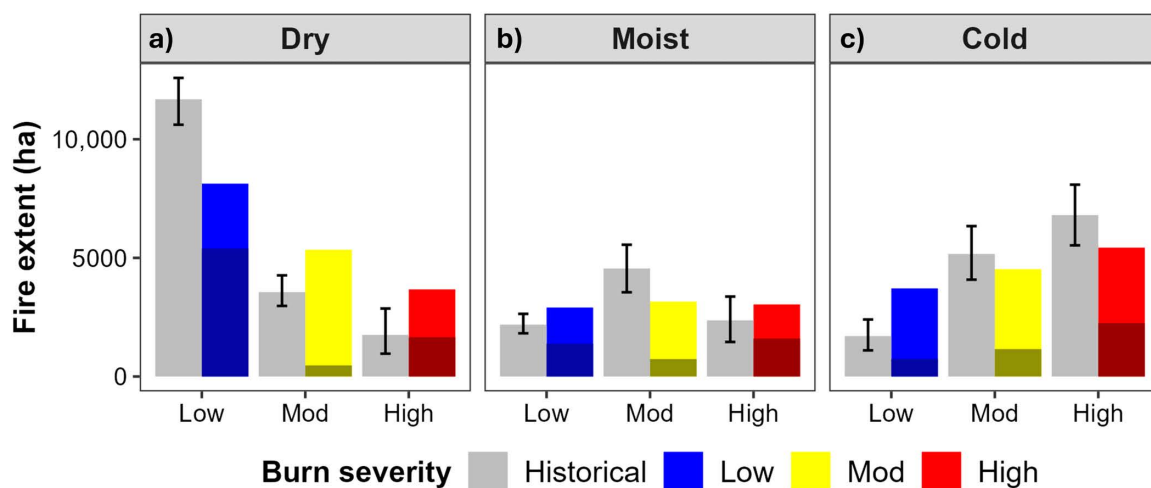 a) Dry
b) Moist
c) Cold
Fire extent (ha)
10,000
5000
0
Low Mod High
Low Mod High
Low Mod High
Burn severity Historical Low Mod High